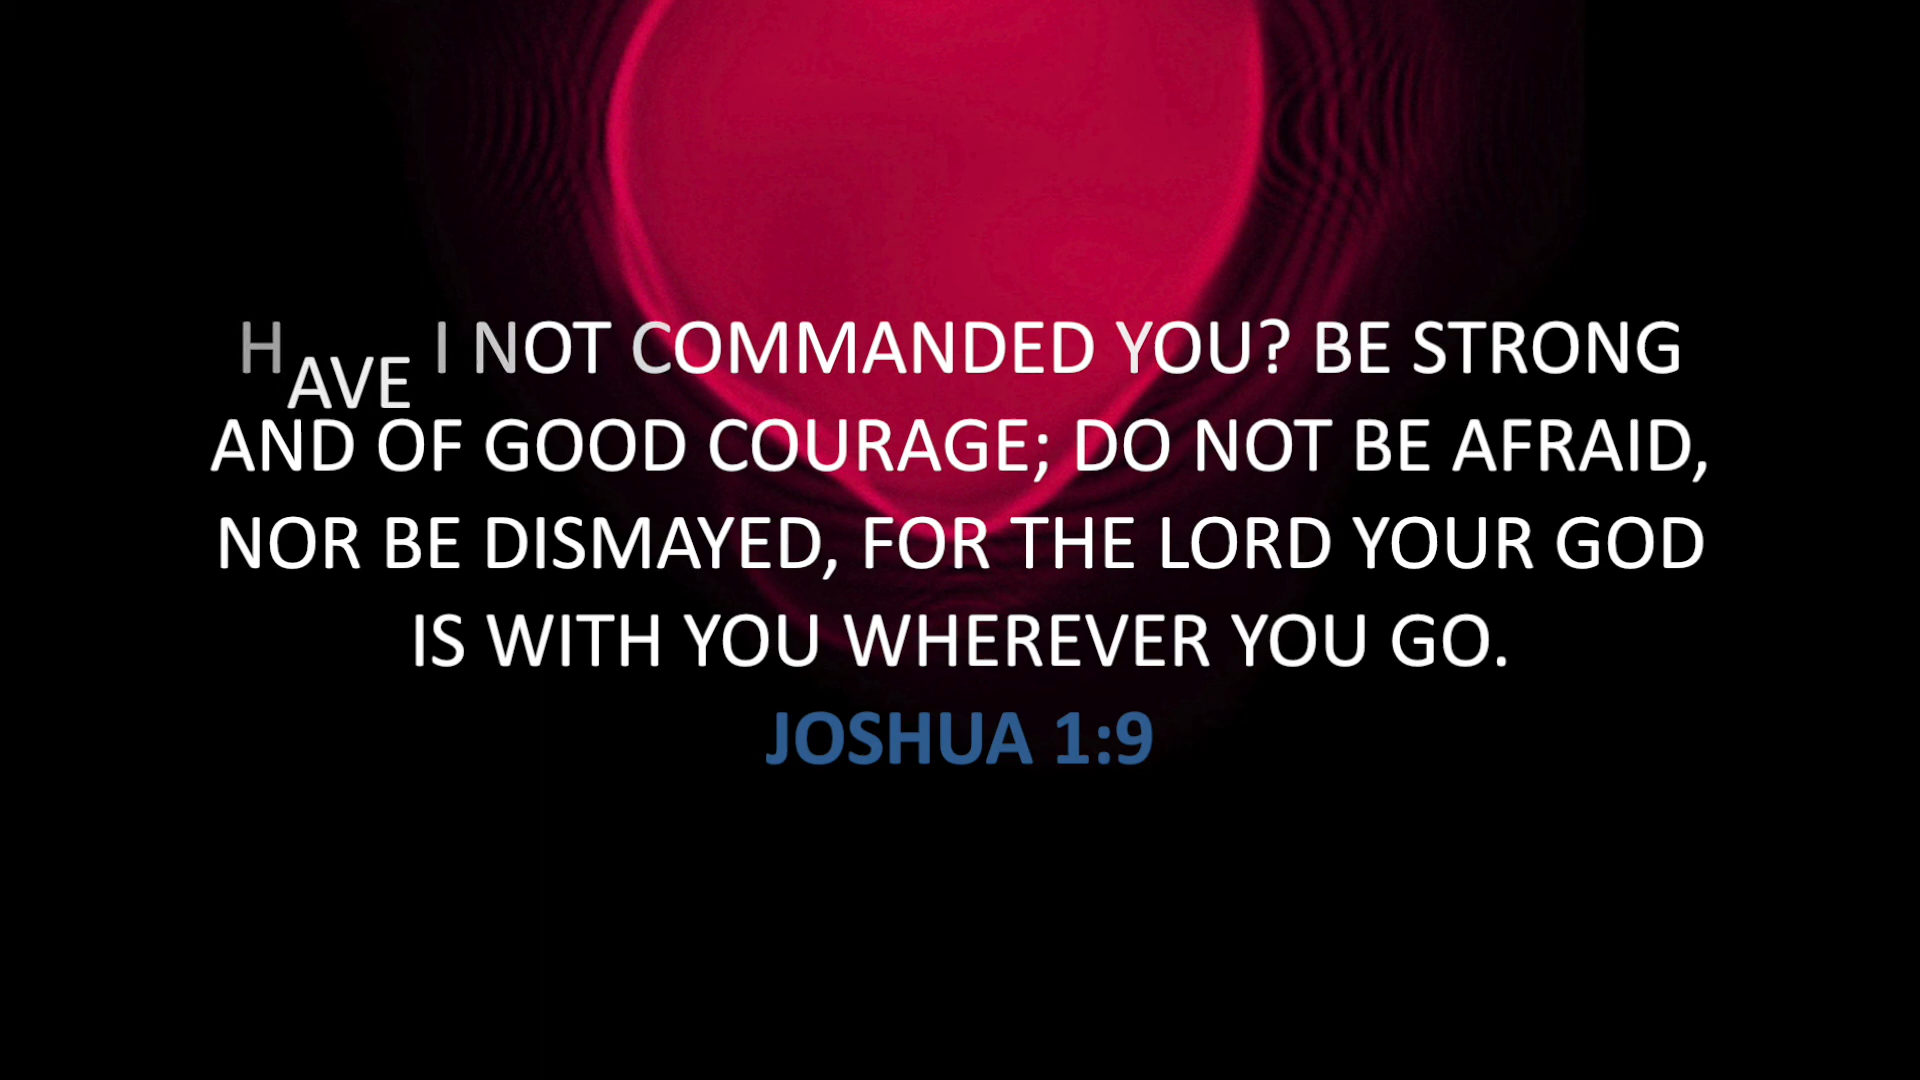 HAVE I NOT COMMANDED YOU? BE STRONG
AND OF GOOD COURAGE; DO NOT BE AFRAID,
NOR BE DISMAYED, FOR THE LORD YOUR GOD
IS WITH YOU WHEREVER YOU GO.
JOSHUA 1:9